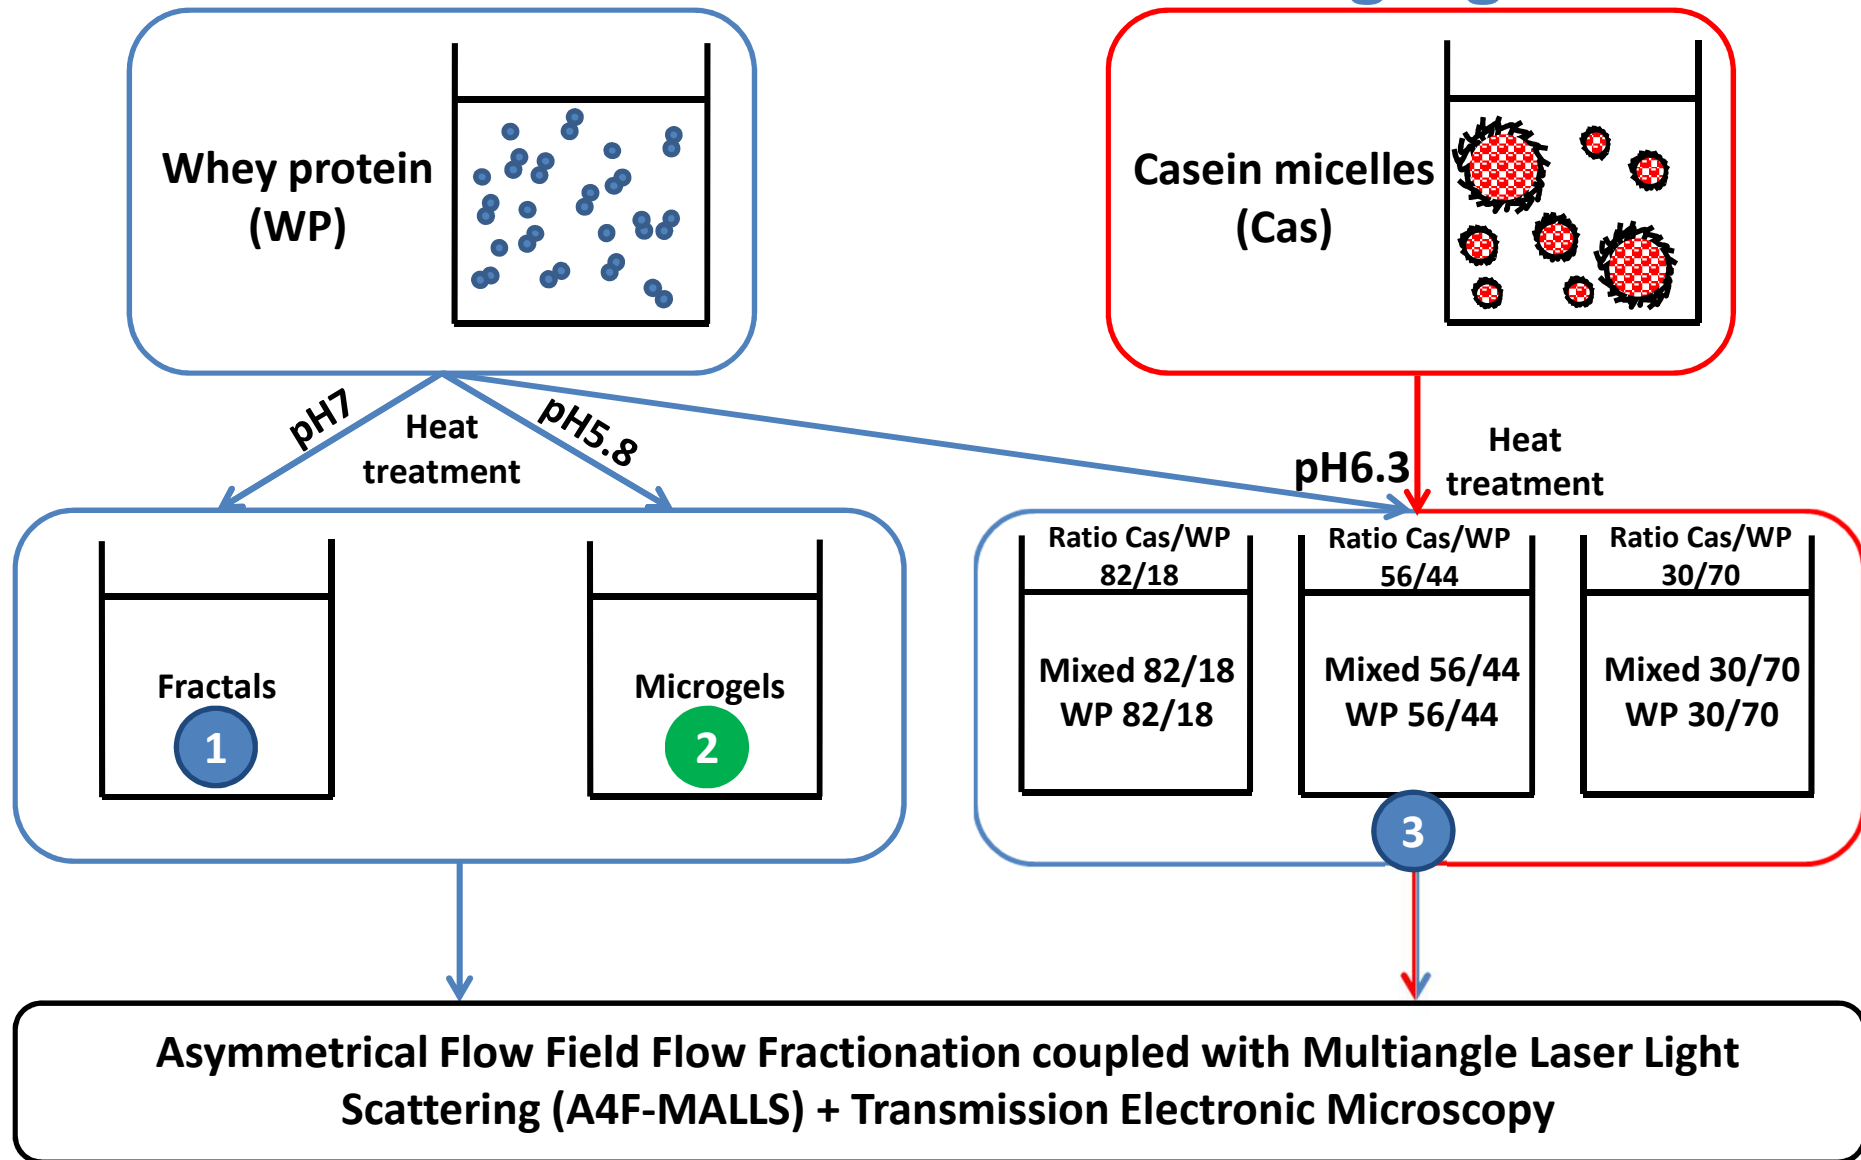 Whey protein
(WP)
Casein micelles
(Cas)
pH7
Heat
treatment
pH5.8
pH6.3
Heat
treatment
Fractals
1
Microgels
2
Ratio Cas/WP
82/18
Mixed 82/18
WP 82/18
Ratio Cas/WP
56/44
Mixed 56/44
WP 56/44
Ratio Cas/WP
30/70
Mixed 30/70
WP 30/70
3
Asymmetrical Flow Field Flow Fractionation coupled with Multiangle Laser Light
Scattering (A4F-MALLS) + Transmission Electronic Microscopy